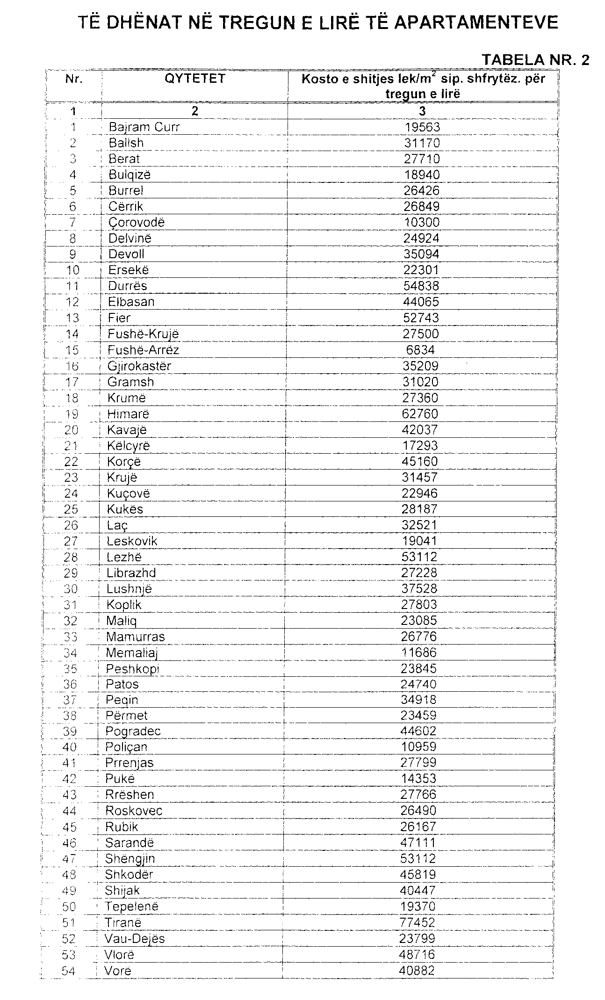 TË DHËNAT NË TREGUN E LIRË TË APARTAMENTEVE
TABELA NR. 2
Nr. QYTETET Kosto e shitjes lek/m² sip. shfrytëz. për
tregun e lirë
1 2 3
1 Bajram Curr 19563
2 Ballsh 31170
3 Berat 27710
4 Bulqizë 18940
5 Burrel 26426
6 Cërrik 26849
7 Çorovodë 10300
8 Delvinë 24924
9 Devoll 35094
10 Ersekë 22301
11 Durrës 54838
12 Elbasan 44065
13 Fier 52743
14 Fushë-Krujë 27500
15 Fushë-Arrëz 6834
16 Gjirokastër 35209
17 Gramsh 31020
18 Krumë 27360
19 Himarë 62760
20 Kavajë 42037
21 Këlcyrë 17293
22 Korçë 45160
23 Krujë 31457
24 Kuçovë 22946
25 Kukës 28187
26 Laç 32521
27 Leskovik 19041
28 Lezhë 53112
29 Librazhd 27228
30 Lushnjë 37528
31 Koplik 27803
32 Maliq 23085
33 Mamurras 26776
34 Memaliaj 11686
35 Peshkopi 23845
36 Patos 24740
37 Peqin 34918
38 Përmet 23459
39 Pogradec 44602
40 Poliçan 10959
41 Prrenjas 27799
42 Pukë 14353
43 Rrëshen 27766
44 Roskovec 26490
45 Rubik 26167
46 Sarandë 47111
47 Shëngjin 53112
48 Shkodër 45819
49 Shijak 40447
50 Tepelenë 19370
51 Tiranë 77452
52 Vau-Dejës 23799
53 Vlorë 48716
54 Vorë 40882